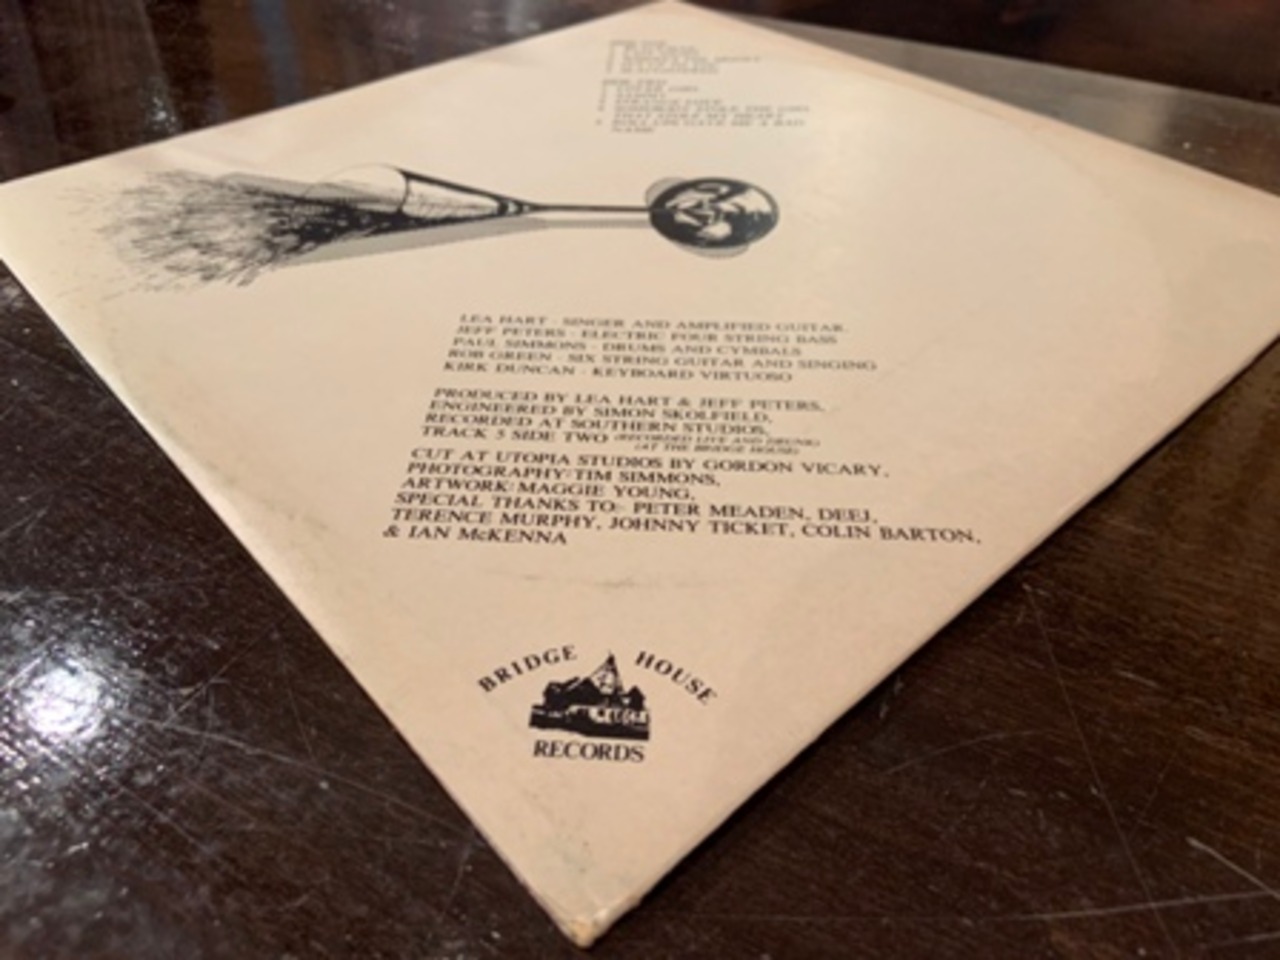 LEA HART - SINGER AND AMPLIFIED GUITAR.
JEFF PETERS - ELECTRIC FOUR STRING BASS
PAUL SIMMONS - DRUMS AND CYMBALS
ROB GREEN - SIX STRING GUITAR AND SINGING
KIRK DUNCAN - KEYBOARD VIRTUOSO
PRODUCED BY LEA HART & JEFF PETERS,
ENGINEERED BY SIMON SKOLFIELD,
RECORDED AT SOUTHERN STUDIOS,
TRACK 5 SIDE TWO (RECORDED LIVE AND DRUNK)
(AT THE BRIDGE HOUSE)
CUT AT UTOPIA STUDIOS BY GORDON VICARY,
PHOTOGRAPHY: TIM SIMMONS,
ARTWORK: MAGGIE YOUNG,
SPECIAL THANKS TO:- PETER MEADEN, DEEJ,
TERENCE MURPHY, JOHNNY TICKET, COLIN BARTON,
& IAN McKENNA
BRIDGE HOUSE
RECORDS